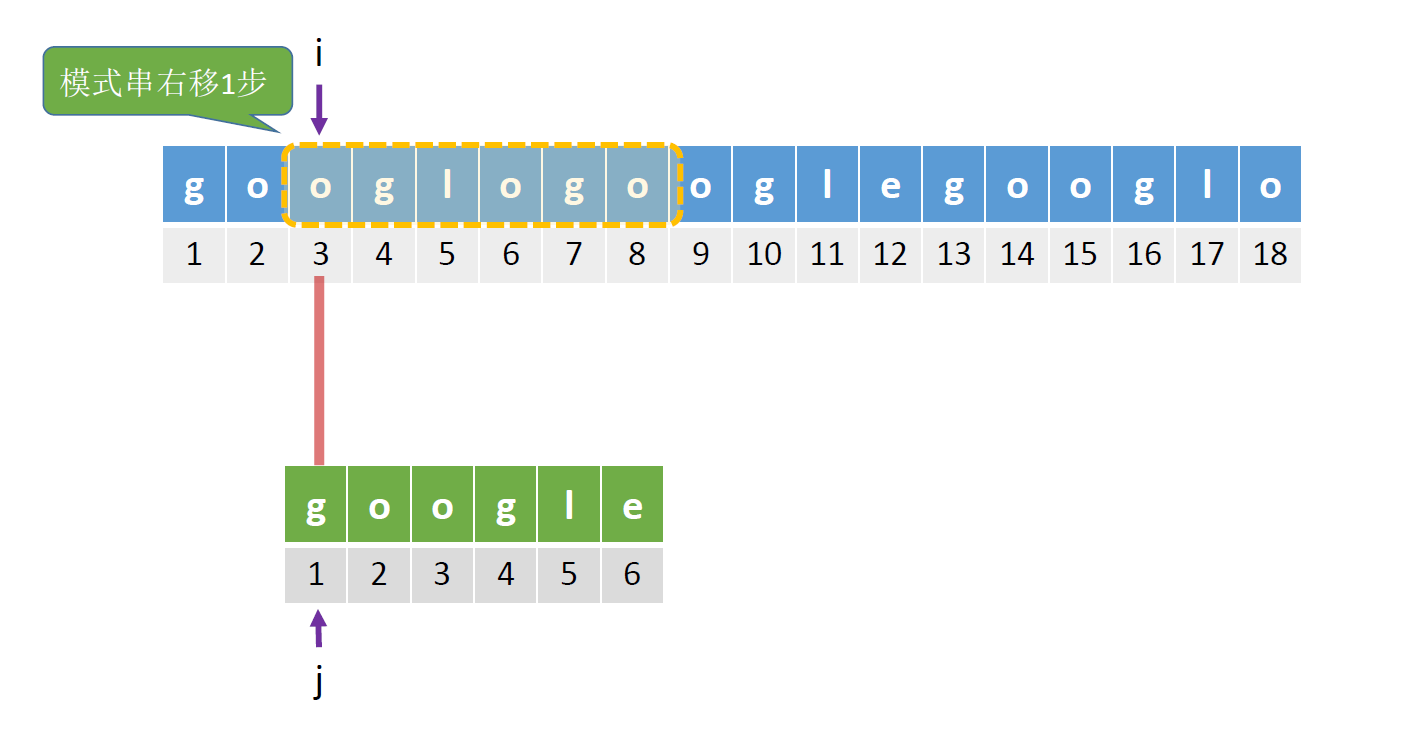 i
模式串右移1步
g o o g l o g o o g l e g o o g l o
1 2 3 4 5 6 7 8 9 10 11 12 13 14 15 16 17 18
g o o g l e
1 2 3 4 5 6
j